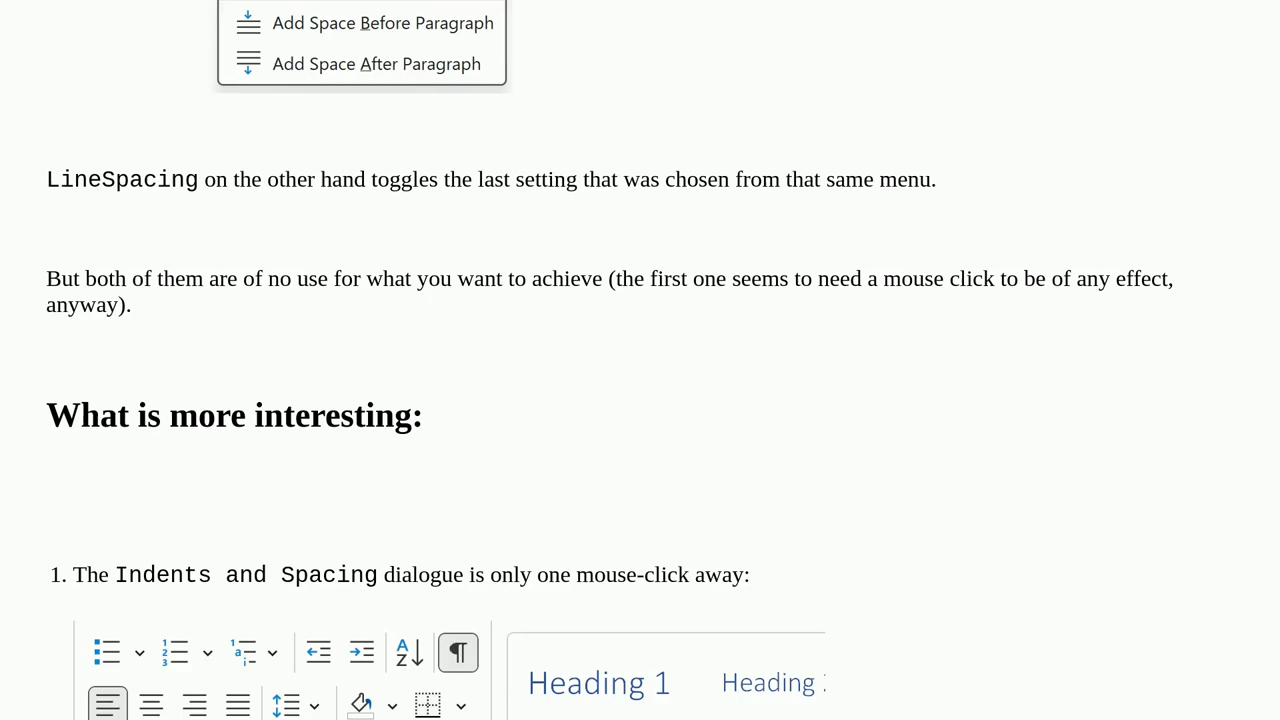 Add Space Before Paragraph
Add Space After Paragraph
LineSpacing on the other hand toggles the last setting that was chosen from that same menu.
But both of them are of no use for what you want to achieve (the first one seems to need a mouse click to be of any effect,
anyway).
What is more interesting:
1. The Indents and Spacing dialogue is only one mouse-click away:
Heading 1 Heading